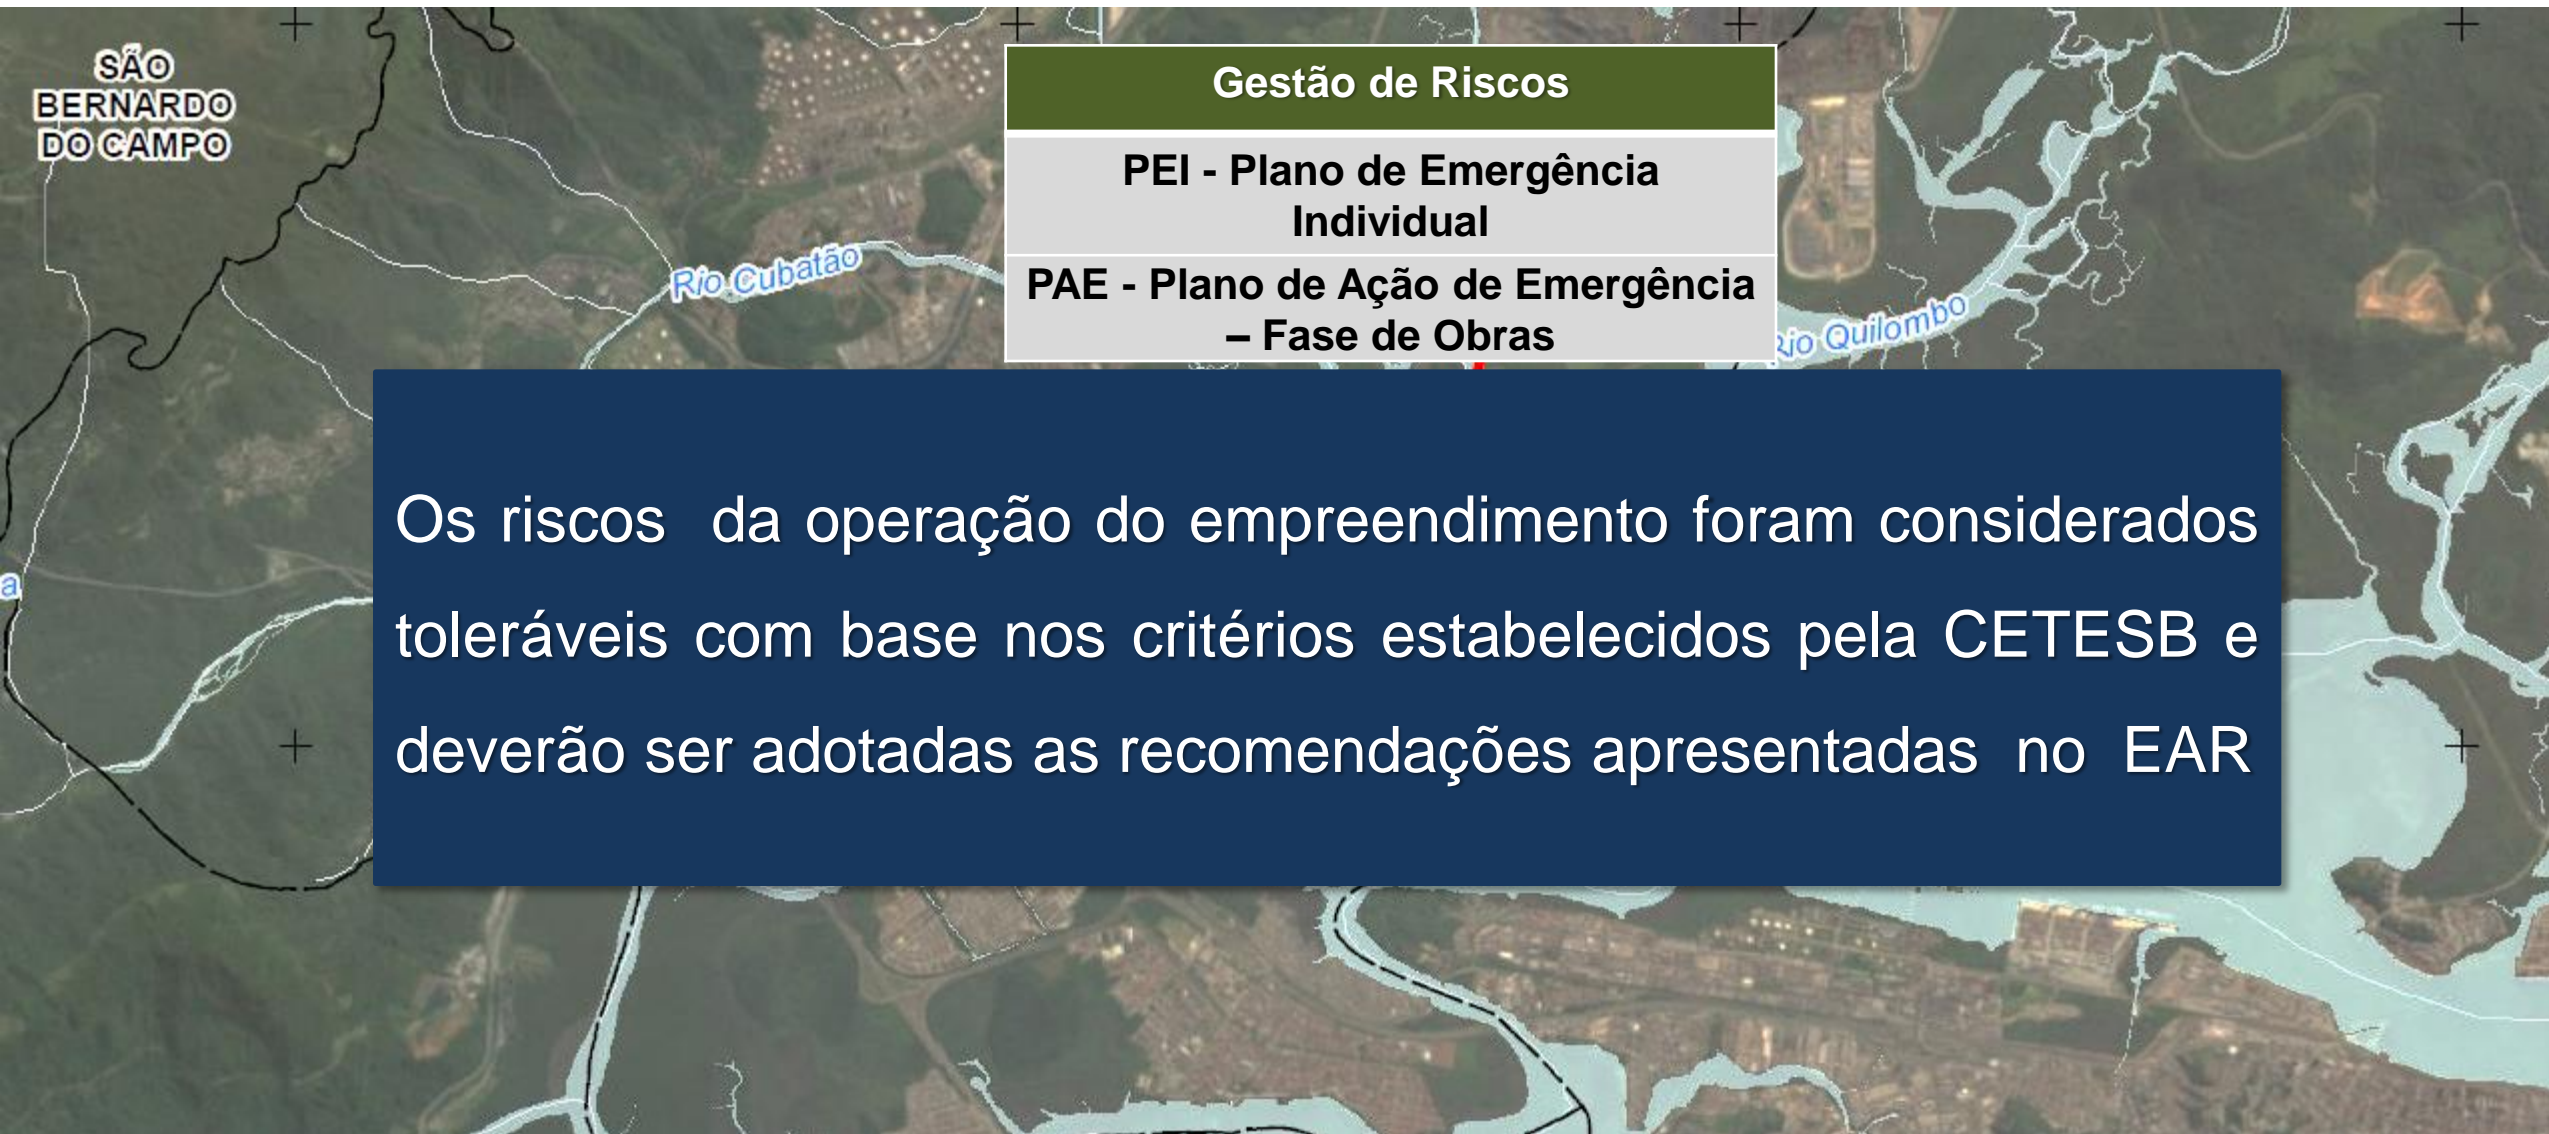 SÃO
BERNARDO
DO CAMPO
Gestão de Riscos
PEI - Plano de Emergência
Individual
PAE - Plano de Ação de Emergência
– Fase de Obras
Rio Cubatão
Rio Quilombo
Os riscos da operação do empreendimento foram considerados
toleráveis com base nos critérios estabelecidos pela CETESB e
deverão ser adotadas as recomendações apresentadas no EAR
a